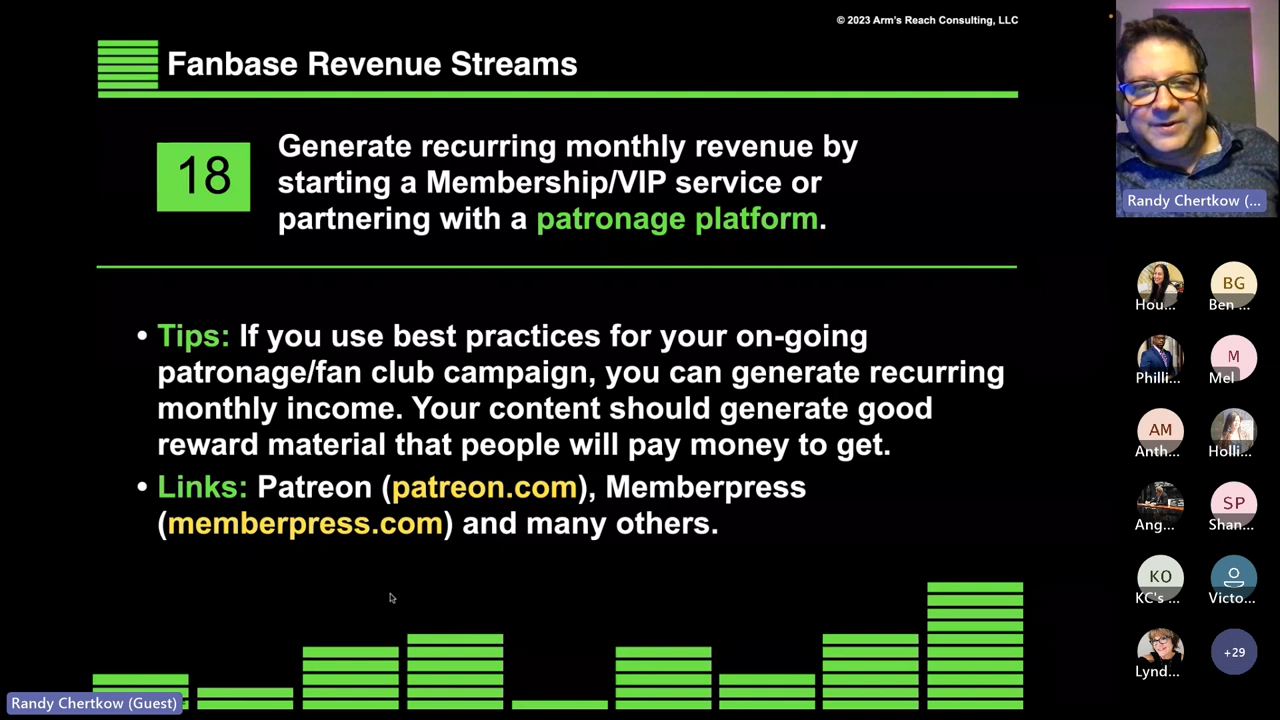 © 2023 Arm's Reach Consulting, LLC
Fanbase Revenue Streams
18
Generate recurring monthly revenue by
starting a Membership/VIP service or
partnering with a patronage platform.
• Tips: If you use best practices for your on-going
patronage/fan club campaign, you can generate recurring
monthly income. Your content should generate good
reward material that people will pay money to get.
• Links: Patreon (patreon.com), Memberpress
(memberpress.com) and many others.
Randy Chertkow (Guest)
Randy Chertkow (...
Hou...
BG
Ben ...
Philli...
M
Mel
AM
Anth...
Holli...
Ang...
SP
Shan...
KO
KC's ...
Victo...
Lynd...
+29